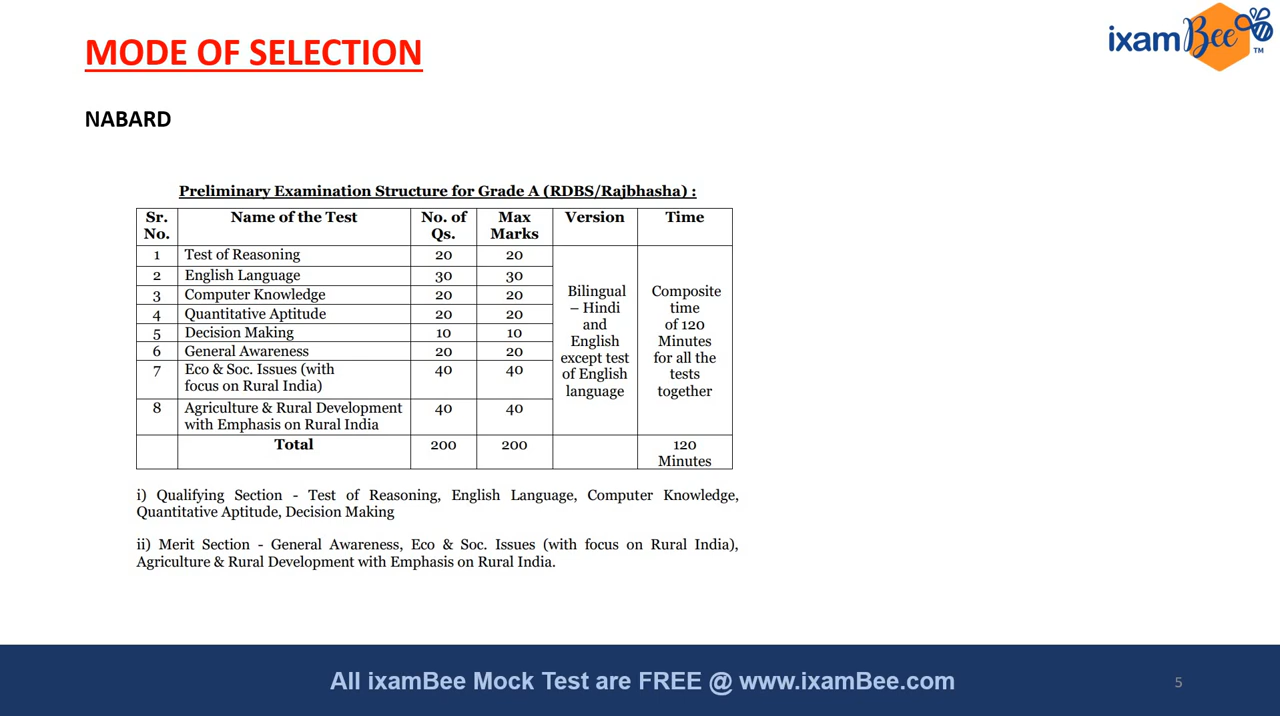 MODE OF SELECTION
ixamBee
TM
NABARD
Preliminary Examination Structure for Grade A (RDBS/Rajbhasha) :
Sr. No. Name of the Test No. of Qs. Max Marks Version Time
1 Test of Reasoning 20 20
2 English Language 30 30
3 Computer Knowledge 20 20
4 Quantitative Aptitude 20 20
5 Decision Making 10 10
6 General Awareness 20 20
7 Eco & Soc. Issues (with focus on Rural India) 40 40
8 Agriculture & Rural Development with Emphasis on Rural India 40 40
Bilingual – Hindi and English except test of English language
Composite time of 120 Minutes for all the tests together
Total 200 200 120 Minutes
i) Qualifying Section - Test of Reasoning, English Language, Computer Knowledge,
Quantitative Aptitude, Decision Making
ii) Merit Section - General Awareness, Eco & Soc. Issues (with focus on Rural India),
Agriculture & Rural Development with Emphasis on Rural India.
All ixamBee Mock Test are FREE @ www.ixamBee.com
5